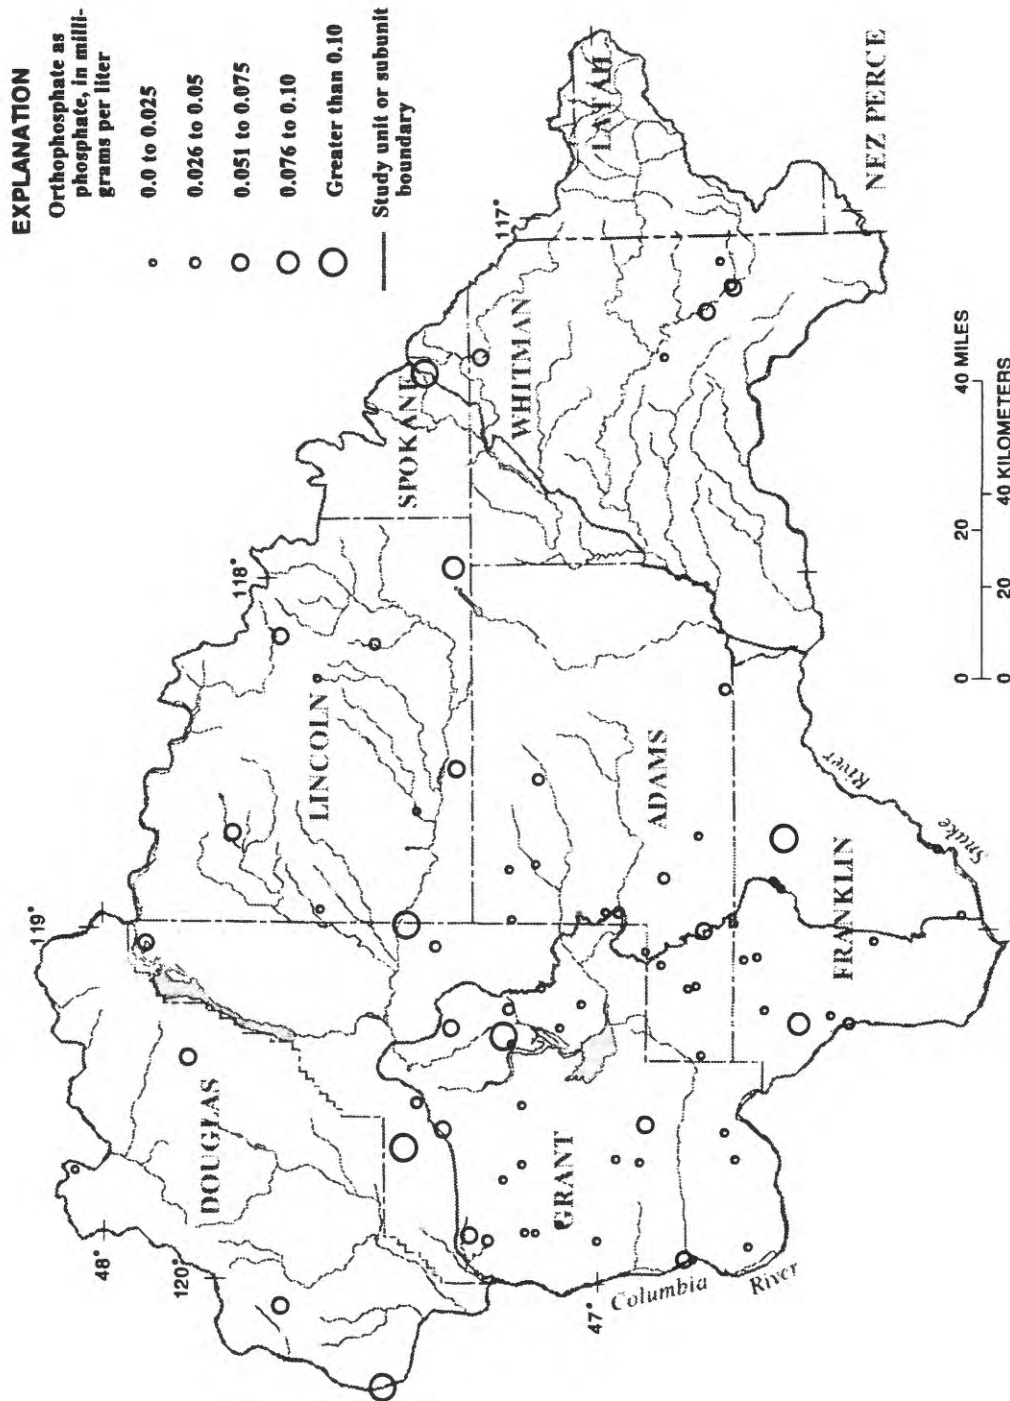 EXPLANATION
Orthophosphate as
phosphate, in milli-
grams per liter
0.0 to 0.025
0.026 to 0.05
0.051 to 0.075
0.076 to 0.10
Greater than 0.10
Study unit or subunit
boundary
119°
118°
117°
48°
120°
47°
DOUGLAS
LINCOLN
SPOKANE
WHITMAN
LATAH
NEZ PERCE
GRANT
ADAMS
FRANKLIN
Columbia
River
Snake
River
0 20 40 MILES
0 20 40 KILOMETERS